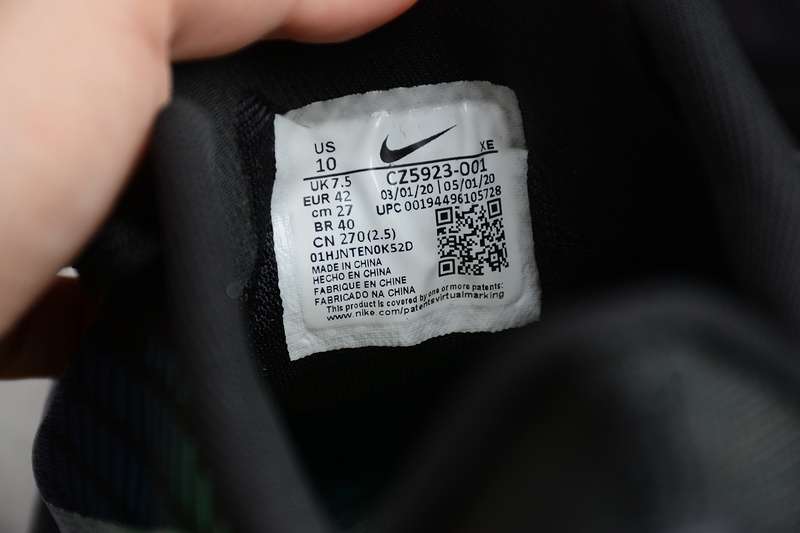 US
10
UK 7.5
EUR 42
cm 27
BR 40
CN 270(2.5)
XE
CZ5923-001
03/01/20 | 05/01/20
UPC 00194496105728
01HJNTEN0K52D
MADE IN CHINA
HECHO EN CHINA
FABRIQUE EN CHINE
FABRICADO NA CHINA
This product is covered by one or more patents:
www.nike.com/patentsvirtualmarking